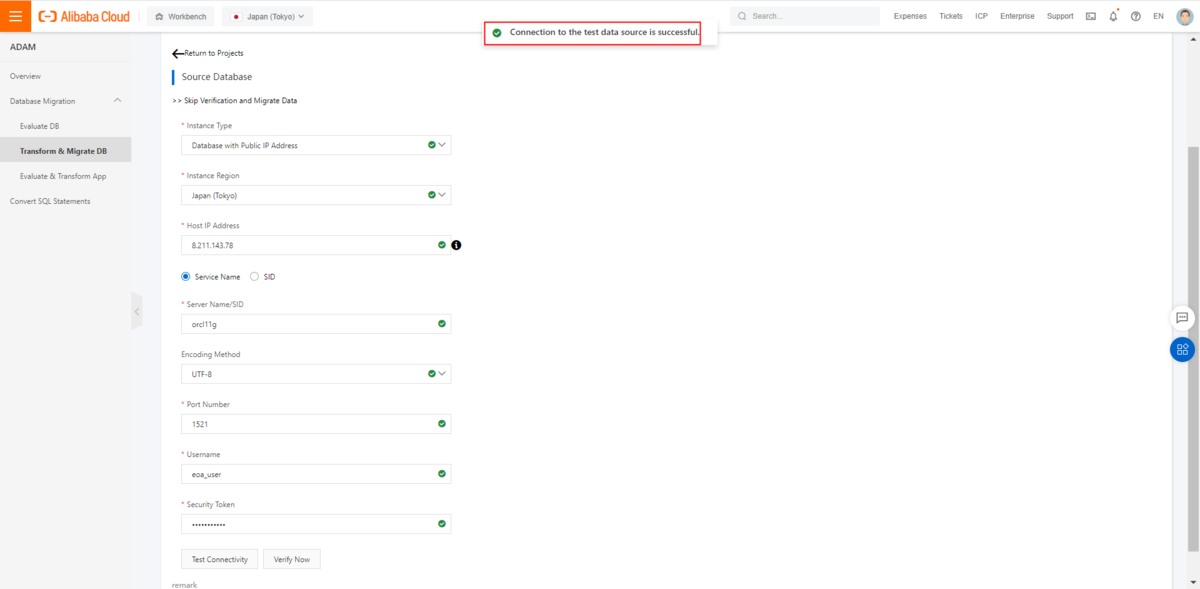 Alibaba Cloud
Workbench
Japan (Tokyo)
Search...
Expenses
Tickets
ICP
Enterprise
Support
EN
Connection to the test data source is successful.
ADAM
Overview
Database Migration
Evaluate DB
Transform & Migrate DB
Evaluate & Transform App
Convert SQL Statements
Return to Projects
Source Database
>> Skip Verification and Migrate Data
* Instance Type
Database with Public IP Address
* Instance Region
Japan (Tokyo)
* Host IP Address
8.211.143.78
Service Name
SID
* Server Name/SID
orcl11g
Encoding Method
UTF-8
* Port Number
1521
* Username
eoa_user
* Security Token
•••••••••••
Test Connectivity
Verify Now
remark